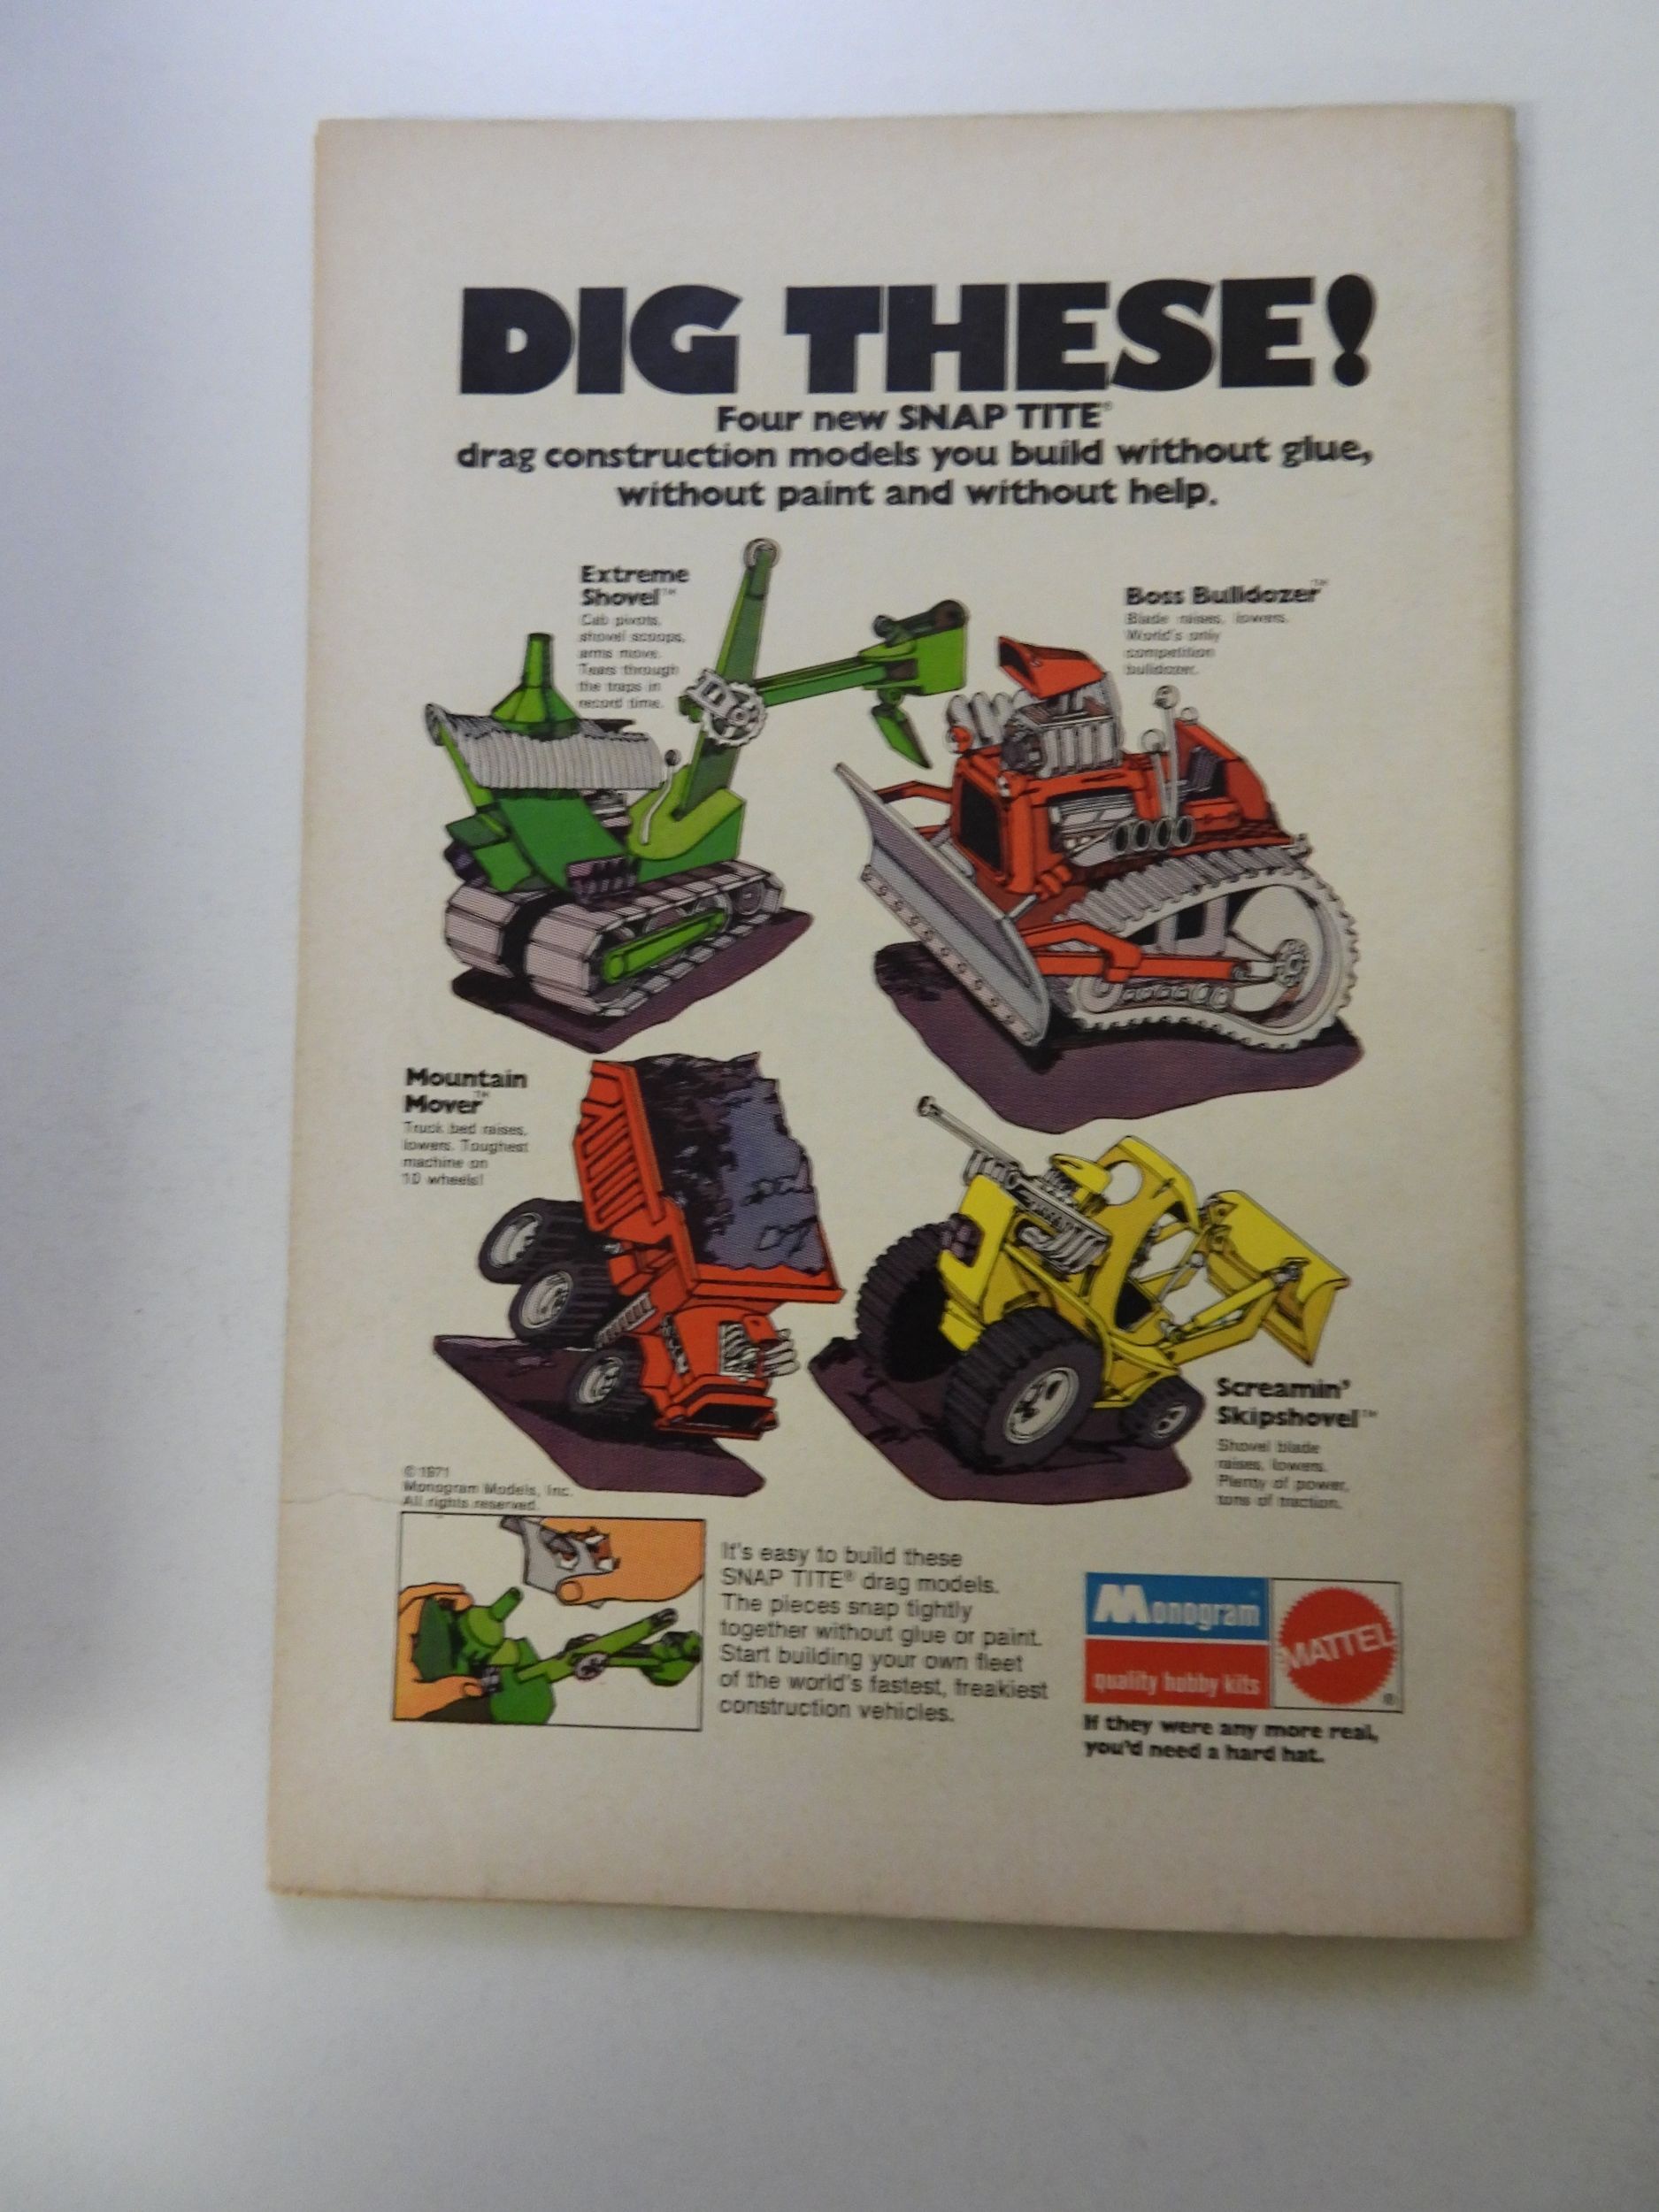 DIG THESE!
Four new SNAP TITE®
drag construction models you build without glue,
without paint and without help.
Extreme
Shovel™
Cab pivots,
shovel scoops,
arms move.
Tears through
the traps in
record time.
Boss Bulldozer™
Blade raises, lowers.
World's only
competition
bulldozer.
Mountain
Mover™
Truck bed raises,
lowers. Toughest
machine on
10 wheels!
Screamin'
Skipshovel™
Shovel blade
raises, lowers.
Plenty of power,
tons of traction.
©1971
Monogram Models, Inc.
All rights reserved.
It's easy to build these
SNAP TITE® drag models.
The pieces snap tightly
together without glue or paint.
Start building your own fleet
of the world's fastest, freakiest
construction vehicles.
Monogram™
quality hobby kits
MATTEL
®
If they were any more real,
you'd need a hard hat.